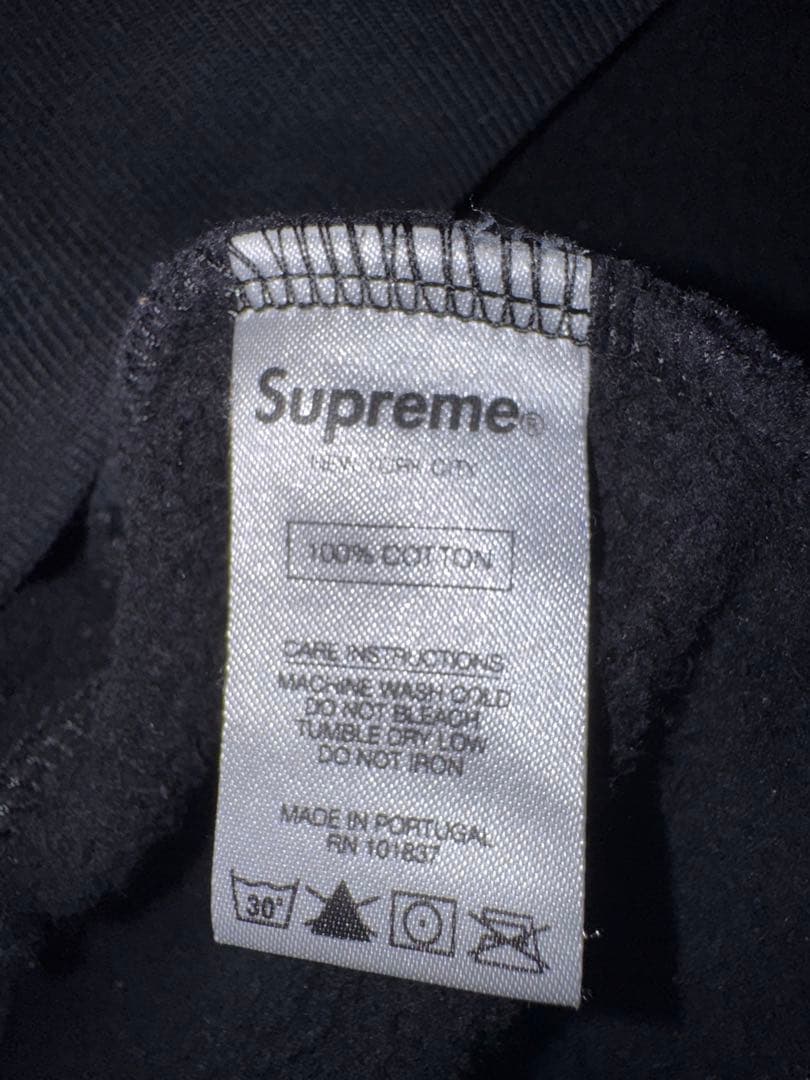 Supreme®
NEW YORK CITY
100% COTTON
CARE INSTRUCTIONS
MACHINE WASH COLD
DO NOT BLEACH
TUMBLE DRY LOW
DO NOT IRON
MADE IN PORTUGAL
RN 101837
30°